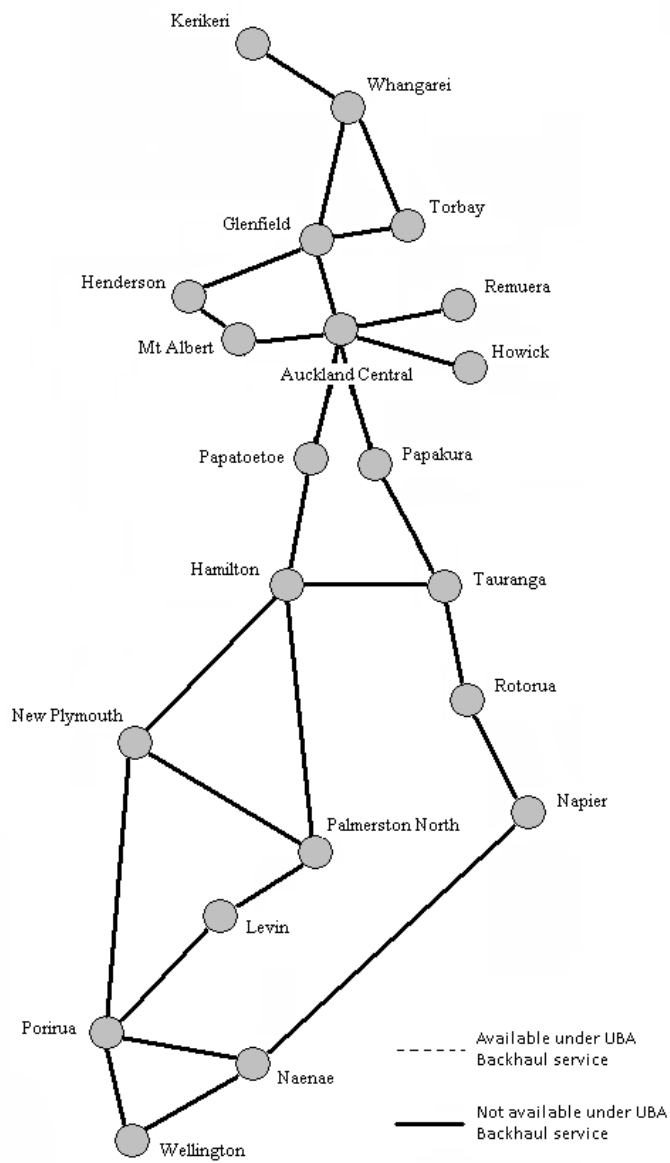 Kerikeri
Whangarei
Torbay
Glenfield
Henderson
Remuera
Mt Albert
Howick
Auckland Central
Papatoetoe
Papakura
Hamilton
Tauranga
Rotorua
New Plymouth
Napier
Palmerston North
Levin
Porirua
Naenae
Wellington
Available under UBA
Backhaul service
Not available under UBA
Backhaul service